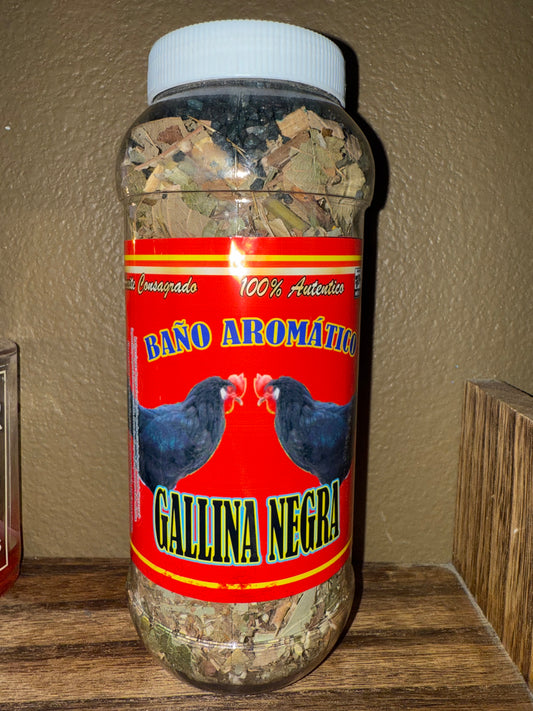 Consagrado 100% Autentico
BAÑO AROMÁTICO
GALLINA NEGRA